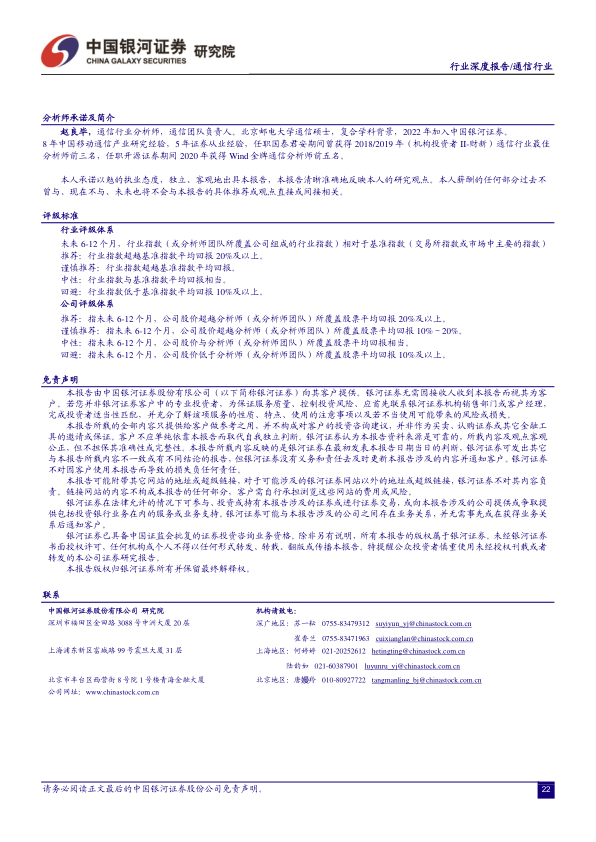 中国银河证券 研究院
CHINA GALAXY SECURITIES
行业深度报告/通信行业
分析师承诺及简介
赵良毕，通信行业分析师，通信团队负责人。北京邮电大学通信硕士，复合学科背景，2022 年加入中国银河证券。
8 年中国移动通信产业研究经验，5 年证券从业经验，任职国泰君安期间曾获得 2018/2019 年（机构投资者 II-财新）通信行业最佳
分析师前三名，任职开源证券期间 2020 年获得 Wind 金牌通信分析师前五名。
本人承诺以勉的执业态度，独立、客观地出具本报告，本报告清晰准确地反映本人的研究观点。本人薪酬的任何部分过去不
曾与、现在不与、未来也将不会与本报告的具体推荐或观点直接或间接相关。
评级标准
行业评级体系
未来 6-12 个月，行业指数（或分析师团队所覆盖公司组成的行业指数）相对于基准指数（交易所指数或市场中主要的指数）
推荐：行业指数超越基准指数平均回报 20%及以上。
谨慎推荐：行业指数超越基准指数平均回报。
中性：行业指数与基准指数平均回报相当。
回避：行业指数低于基准指数平均回报 10%及以上。
公司评级体系
推荐：指未来 6-12 个月，公司股价超越分析师（或分析师团队）所覆盖股票平均回报 20%及以上。
谨慎推荐：指未来 6-12 个月，公司股价超越分析师（或分析师团队）所覆盖股票平均回报 10%－20%。
中性：指未来 6-12 个月，公司股价与分析师（或分析师团队）所覆盖股票平均回报相当。
回避：指未来 6-12 个月，公司股价低于分析师（或分析师团队）所覆盖股票平均回报 10%及以上。
免责声明
本报告由中国银河证券股份有限公司（以下简称银河证券）向其客户提供。银河证券无需因接收人收到本报告而视其为客
户。若您并非银河证券客户中的专业投资者，为保证服务质量、控制投资风险、应首先联系银河证券机构销售部门或客户经理，
完成投资者适当性匹配，并充分了解该项服务的性质、特点、使用的注意事项以及若不当使用可能带来的风险或损失。
本报告所载的全部内容只提供给客户做参考之用，并不构成对客户的投资咨询建议，并非作为买卖、认购证券或其它金融工
具的邀请或保证。客户不应单纯依靠本报告而取代自我独立判断。银河证券认为本报告资料来源是可靠的，所载内容及观点客观
公正，但不担保其准确性或完整性。本报告所载内容反映的是银河证券在最初发表本报告日期当日的判断，银河证券可发出其它
与本报告所载内容不一致或有不同结论的报告，但银河证券没有义务和责任去及时更新本报告涉及的内容并通知客户。银河证券
不对因客户使用本报告而导致的损失负任何责任。
本报告可能附带其它网站的地址或超级链接，对于可能涉及的银河证券网站以外的地址或超级链接，银河证券不对其内容负
责。链接网站的内容不构成本报告的任何部分，客户需自行承担浏览这些网站的费用或风险。
银河证券在法律允许的情况下可参与、投资或持有本报告涉及的证券或进行证券交易，或向本报告涉及的公司提供或争取提
供包括投资银行业务在内的服务或业务支持。银河证券可能与本报告涉及的公司之间存在业务关系，并无需事先或在获得业务关
系后通知客户。
银河证券已具备中国证监会批复的证券投资咨询业务资格。除非另有说明，所有本报告的版权属于银河证券。未经银河证券
书面授权许可，任何机构或个人不得以任何形式转发、转载、翻版或传播本报告。特提醒公众投资者慎重使用未经授权刊载或者
转发的本公司证券研究报告。
本报告版权归银河证券所有并保留最终解释权。
联系
中国银河证券股份有限公司 研究院
机构请致电：
深圳市福田区金田路 3088 号中洲大厦 20 层
深广地区：苏一耘 0755-83479312 suyiyun_yj@chinastock.com.cn
崔香兰 0755-83471963 cuixianglan@chinastock.com.cn
上海浦东新区富城路 99 号震旦大厦 31 层
上海地区：何婷婷 021-20252612 hetingting@chinastock.com.cn
陆韵如 021-60387901 luyunru_yj@chinastock.com.cn
北京市丰台区西营街 8 号院 1 号楼青海金融大厦
北京地区：唐嫚羚 010-80927722 tangmanling_bj@chinastock.com.cn
公司网址：www.chinastock.com.cn
请务必阅读正文最后的中国银河证券股份公司免责声明。
22